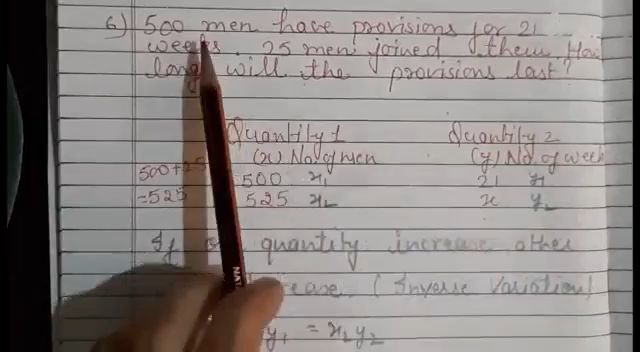 6) 500 men have provisions for 21
weeks. 25 men joined them. How
long will the provisions last?
Quantity 1 Quantity 2
(x) No. of men (y) No. of week
500+25 500 x₁ 21 y₁
=525 525 x₂ x y₂
If quantity increase other
(Inverse Variation)
y₁ = x₂y₂